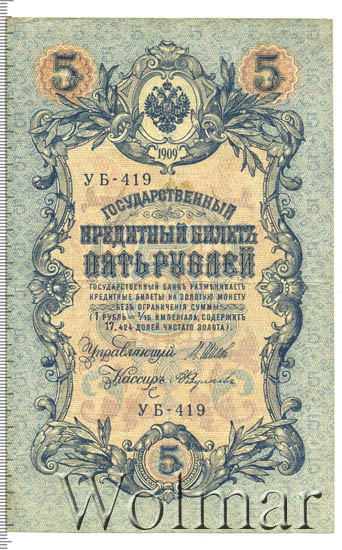 5 5
1909
УБ-419
ГОСУДАРСТВЕННЫЙ
КРЕДИТНЫЙ БИЛЕТЪ
ПЯТЬ РУБЛЕЙ
ГОСУДАРСТВЕННЫЙ БАНКЪ РАЗМѢНИВАЕТЪ
КРЕДИТНЫЕ БИЛЕТЫ НА ЗОЛОТУЮ МОНЕТУ
БЕЗЪ ОГРАНИЧЕНІЯ СУММЫ
(1 РУБЛЬ = 1/15 ИМПЕРІАЛА, СОДЕРЖИТЪ
17,424 ДОЛЕЙ ЧИСТАГО ЗОЛОТА).
Управляющій
Кассиръ
УБ-419
5
Wolmar